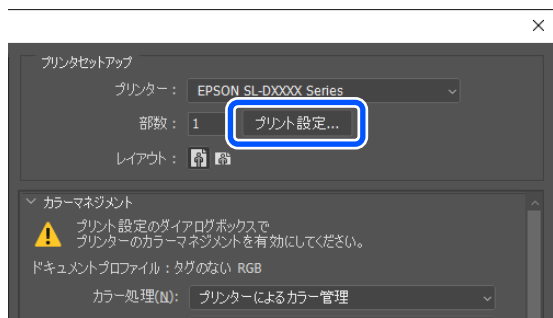 プリンタセットアップ
プリンター： EPSON SL-DXXXX Series
部数： 1 プリント設定...
レイアウト：
カラーマネジメント
プリント設定のダイアログボックスで
プリンターのカラーマネジメントを有効にしてください。
ドキュメントプロファイル：タグのない RGB
カラー処理(N)： プリンターによるカラー管理